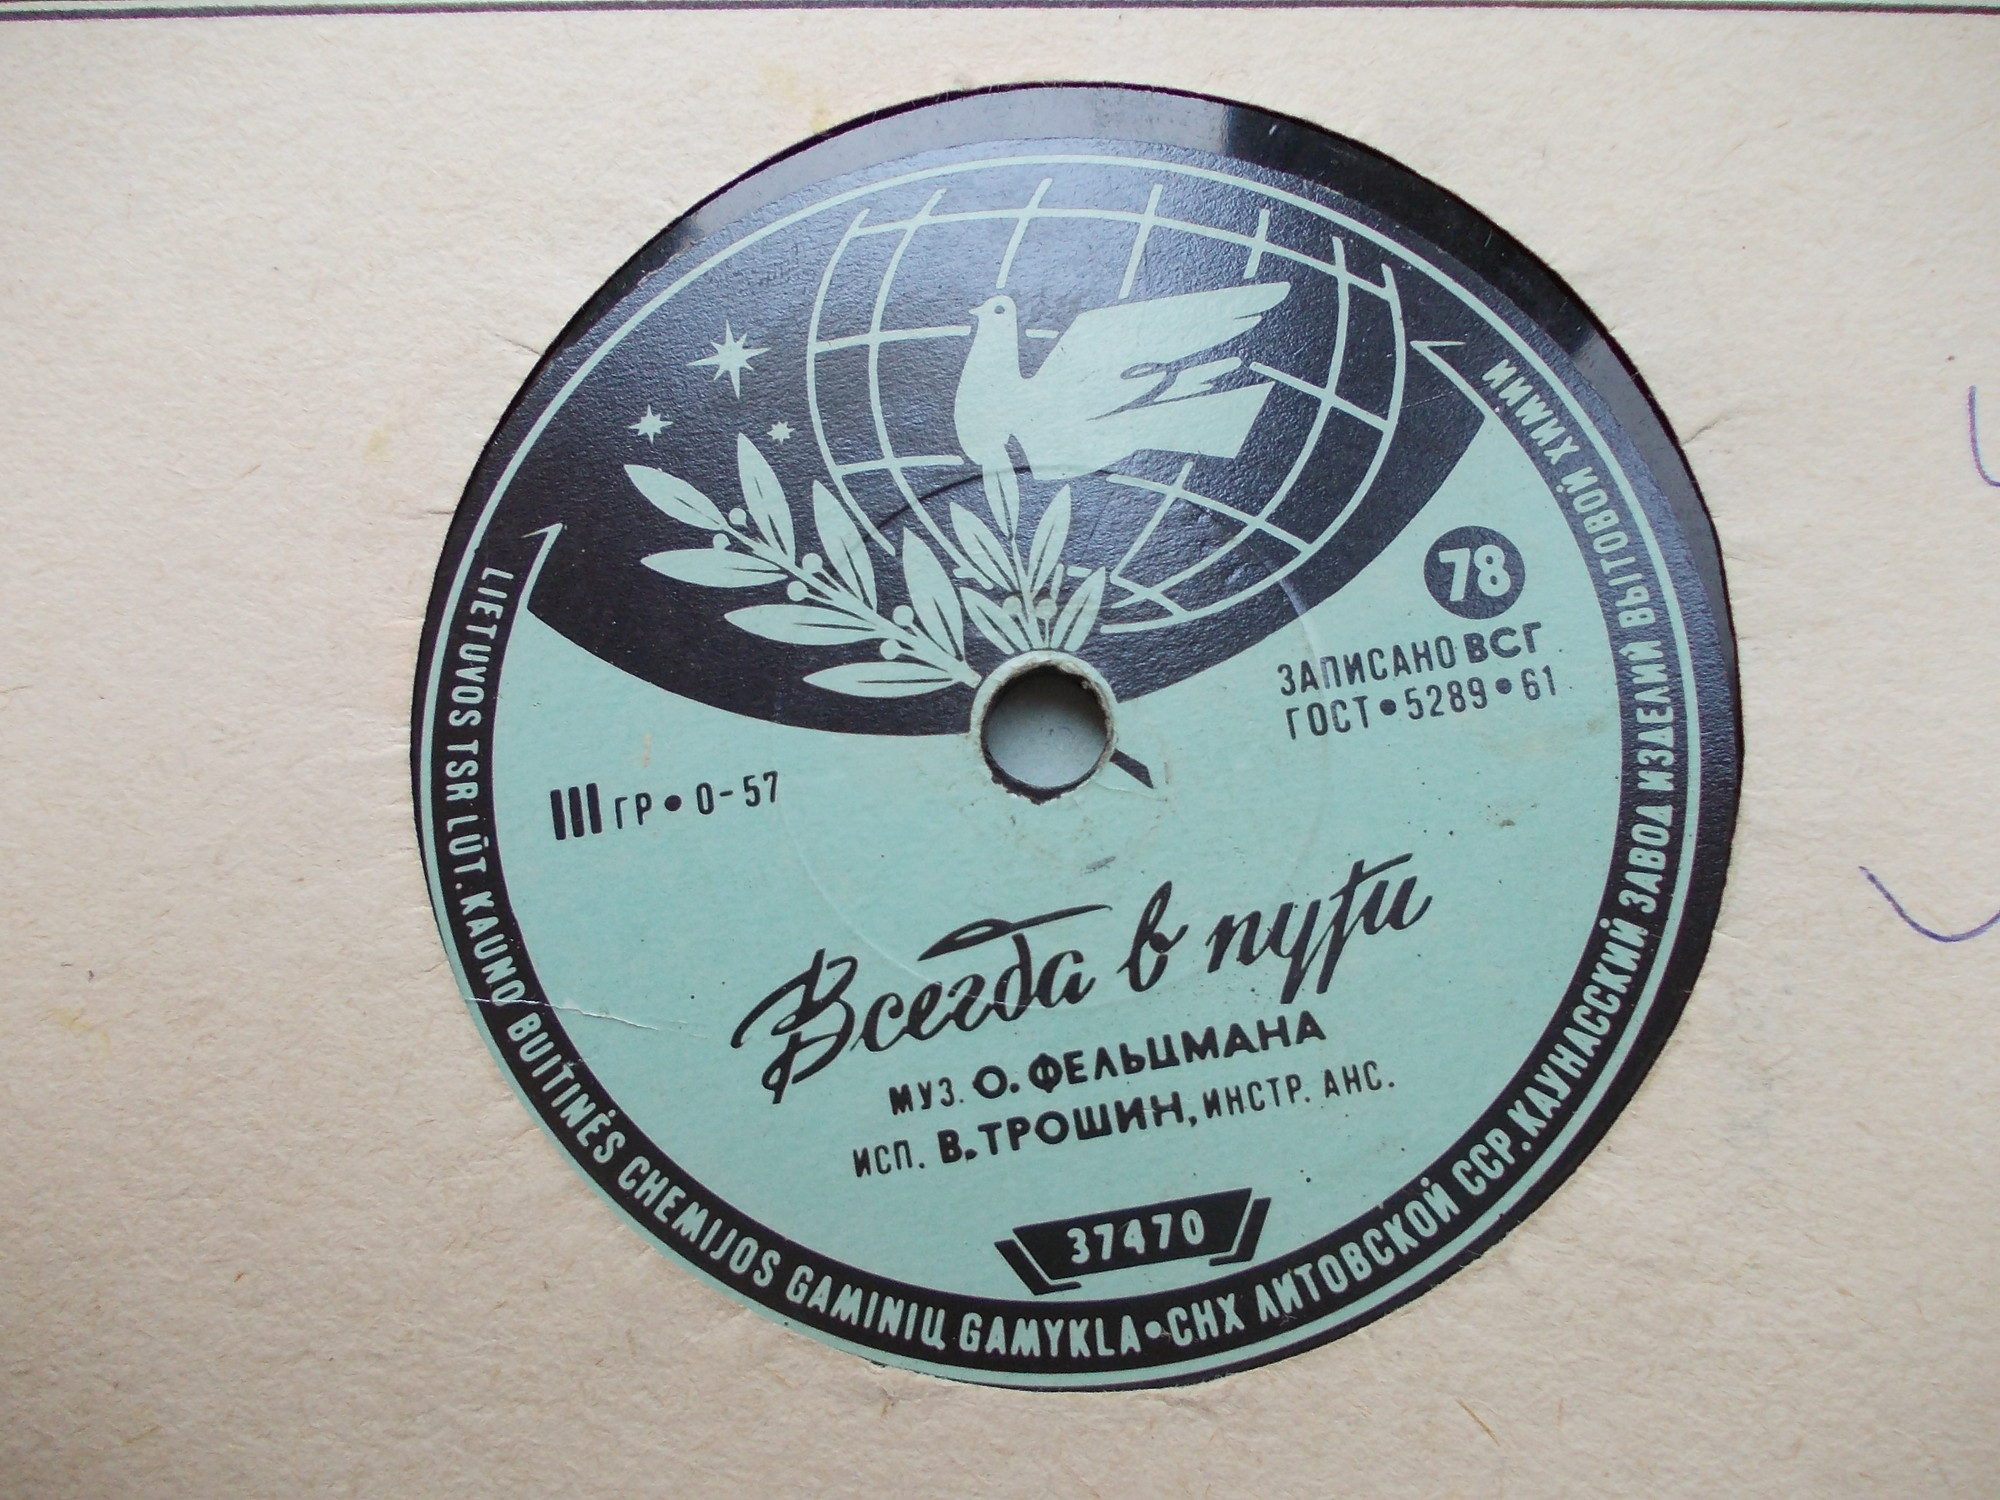 78
ЗАПИСАНО ВСГ
ГОСТ•5289•61
III ГР•0-57
Всегда в пути
МУЗ. О. ФЕЛЬЦМАНА
ИСП. В. ТРОШИН, ИНСТР. АНС.
37470
LIETUVOS TSR LŪT. KAUNO BUITINĖS CHEMIJOS GAMINIŲ GAMYKLA•СНХ ЛИТОВСКОЙ ССР. КАУНАССКИЙ ЗАВОД ИЗДЕЛИЙ БЫТОВОЙ ХИМИИ